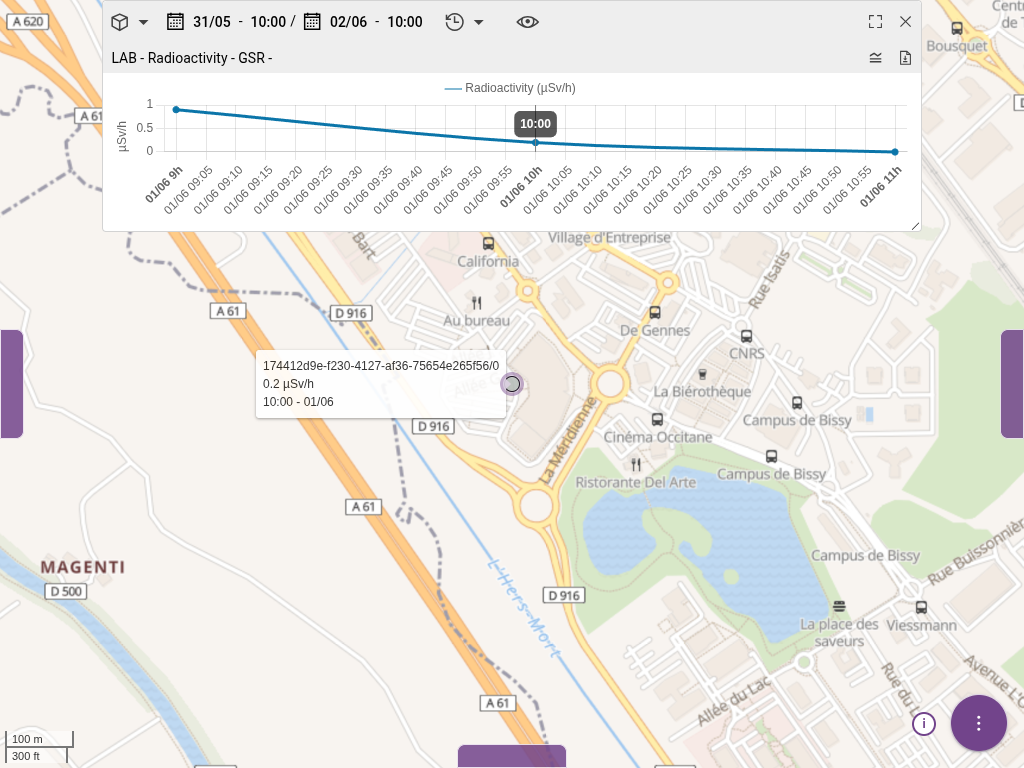 A 620
31/05 - 10:00 / 02/06 - 10:00
LAB - Radioactivity - GSR -
Radioactivity (µSv/h)
µSv/h
1
0.5
0
10:00
01/06 9h
01/06 09:05
01/06 09:10
01/06 09:15
01/06 09:20
01/06 09:25
01/06 09:30
01/06 09:35
01/06 09:40
01/06 09:45
01/06 09:50
01/06 09:55
01/06 10h
01/06 10:05
01/06 10:10
01/06 10:15
01/06 10:20
01/06 10:25
01/06 10:30
01/06 10:35
01/06 10:40
01/06 10:45
01/06 10:50
01/06 10:55
01/06 11h
Bousquet
A 61
Bart
Village d'Entreprise
California
Rue Isatis
A 61
D 916
Au bureau
De Gennes
CNRS
174412d9e-f230-4127-af36-75654e265f56/0
0.2 µSv/h
10:00 - 01/06
La Biérothèque
Campus de Bissy
D 916
La Méridienne
Cinéma Occitane
Campus de Bissy
Ristorante Del Arte
A 61
Campus de Bissy
Rue Buissonnière
MAGENTI
D 500
L'Hers-Mort
D 916
La place des
saveurs
Viessmann
Allée du Lac
Rue du L
Avenue L'O
A 61
i
100 m
300 ft